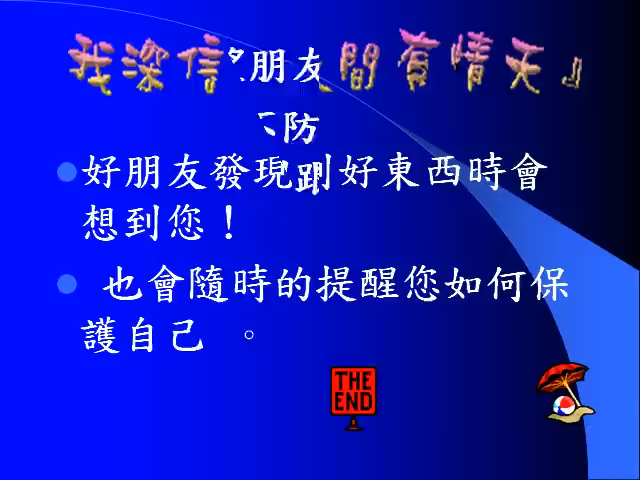 我深信 朋友 間有情天』
防
好朋友發現到好東西時會
想到您！
也會隨時的提醒您如何保
護自己 。
THE
END